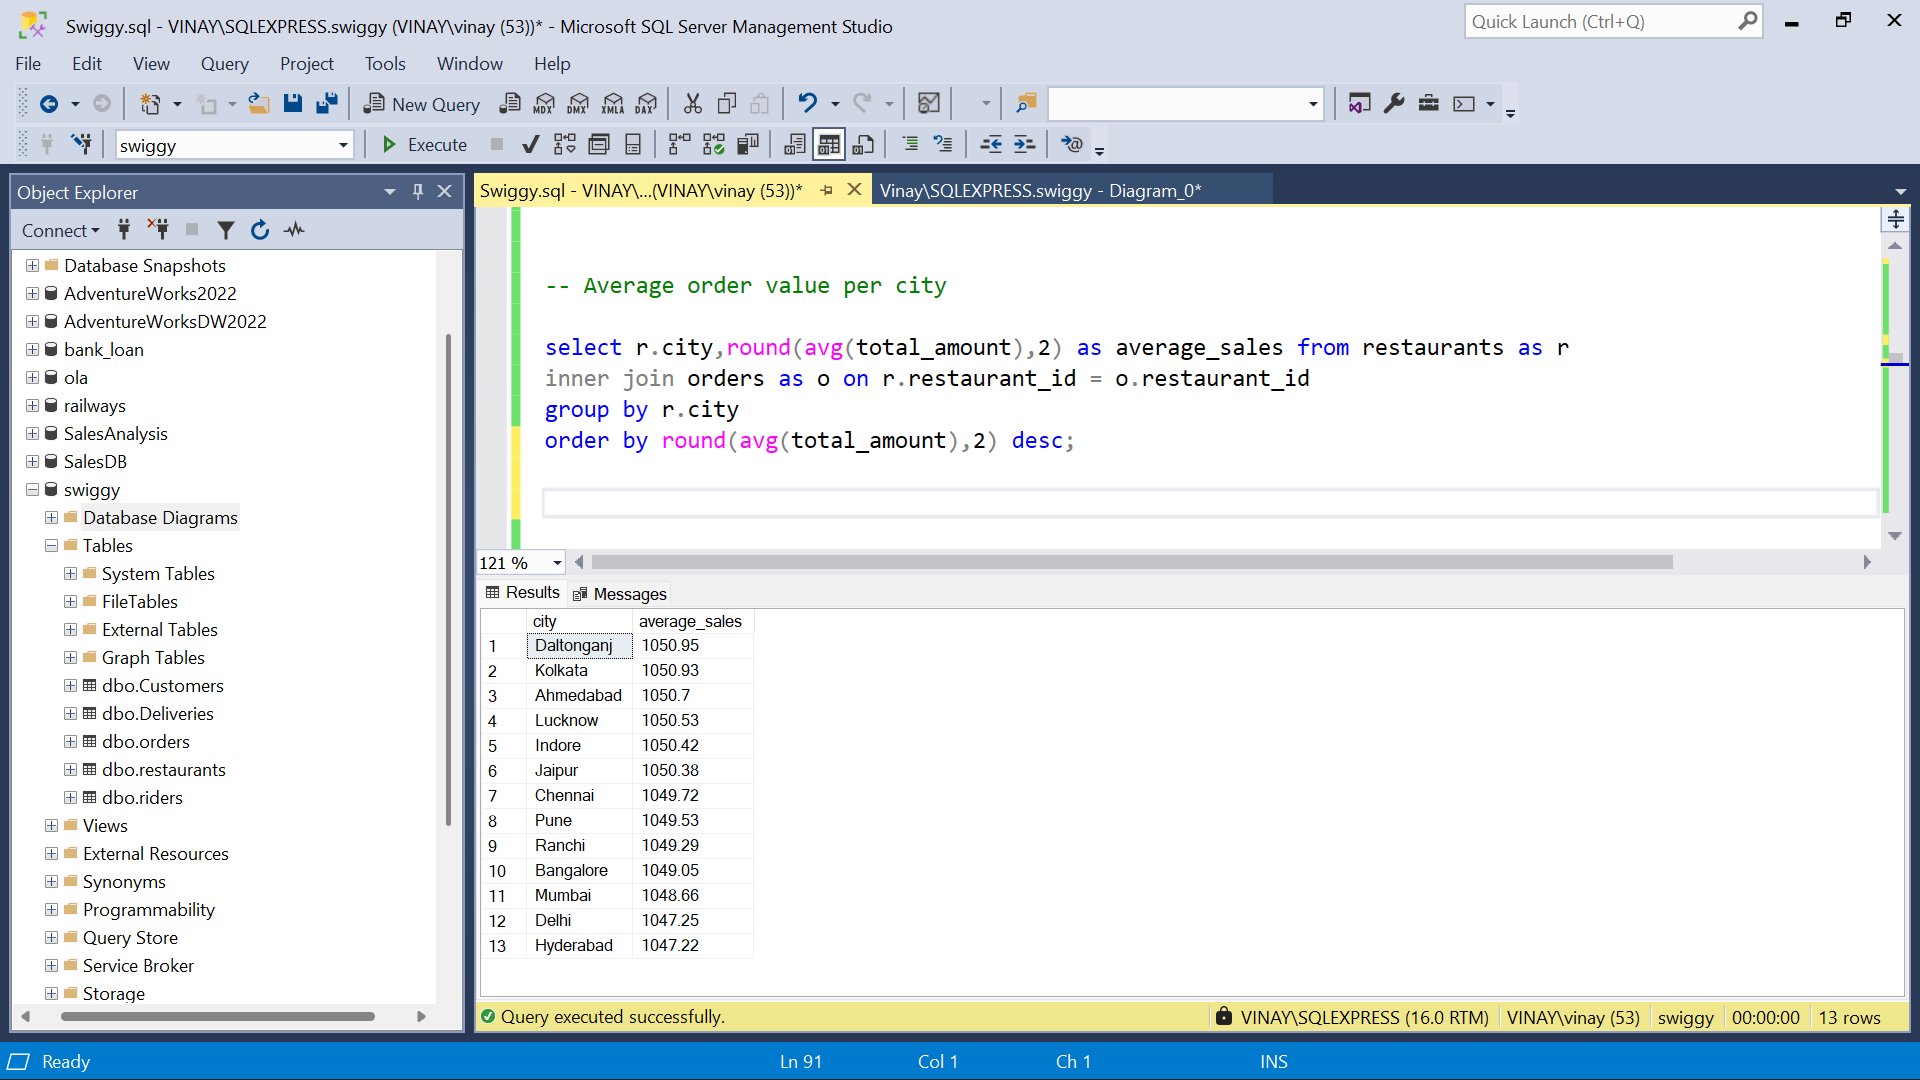 Swiggy.sql - VINAY\SQLEXPRESS.swiggy (VINAY\vinay (53))* - Microsoft SQL Server Management Studio
Quick Launch (Ctrl+Q)
File Edit View Query Project Tools Window Help
New Query
MDX DMX XMLA DAX
swiggy
Execute
Object Explorer
Connect
Database Snapshots
AdventureWorks2022
AdventureWorksDW2022
bank_loan
ola
railways
SalesAnalysis
SalesDB
swiggy
Database Diagrams
Tables
System Tables
FileTables
External Tables
Graph Tables
dbo.Customers
dbo.Deliveries
dbo.orders
dbo.restaurants
dbo.riders
Views
External Resources
Synonyms
Programmability
Query Store
Service Broker
Storage
Swiggy.sql - VINAY\...(VINAY\vinay (53))*
Vinay\SQLEXPRESS.swiggy - Diagram_0*
-- Average order value per city
select r.city,round(avg(total_amount),2) as average_sales from restaurants as r
inner join orders as o on r.restaurant_id = o.restaurant_id
group by r.city
order by round(avg(total_amount),2) desc;
121 %
Results Messages
city average_sales
1 Daltonganj 1050.95
2 Kolkata 1050.93
3 Ahmedabad 1050.7
4 Lucknow 1050.53
5 Indore 1050.42
6 Jaipur 1050.38
7 Chennai 1049.72
8 Pune 1049.53
9 Ranchi 1049.29
10 Bangalore 1049.05
11 Mumbai 1048.66
12 Delhi 1047.25
13 Hyderabad 1047.22
Query executed successfully.
VINAY\SQLEXPRESS (16.0 RTM) VINAY\vinay (53) swiggy 00:00:00 13 rows
Ready Ln 91 Col 1 Ch 1 INS